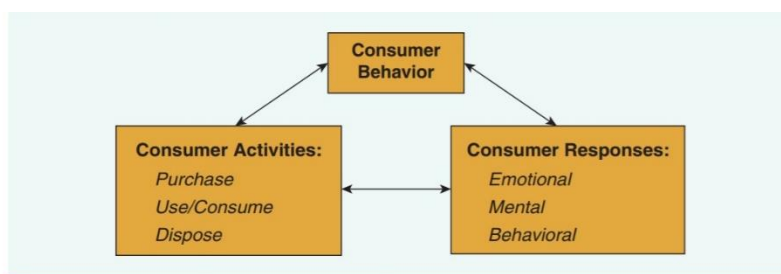 Consumer
Behavior
Consumer Activities:
Purchase
Use/Consume
Dispose
Consumer Responses:
Emotional
Mental
Behavioral